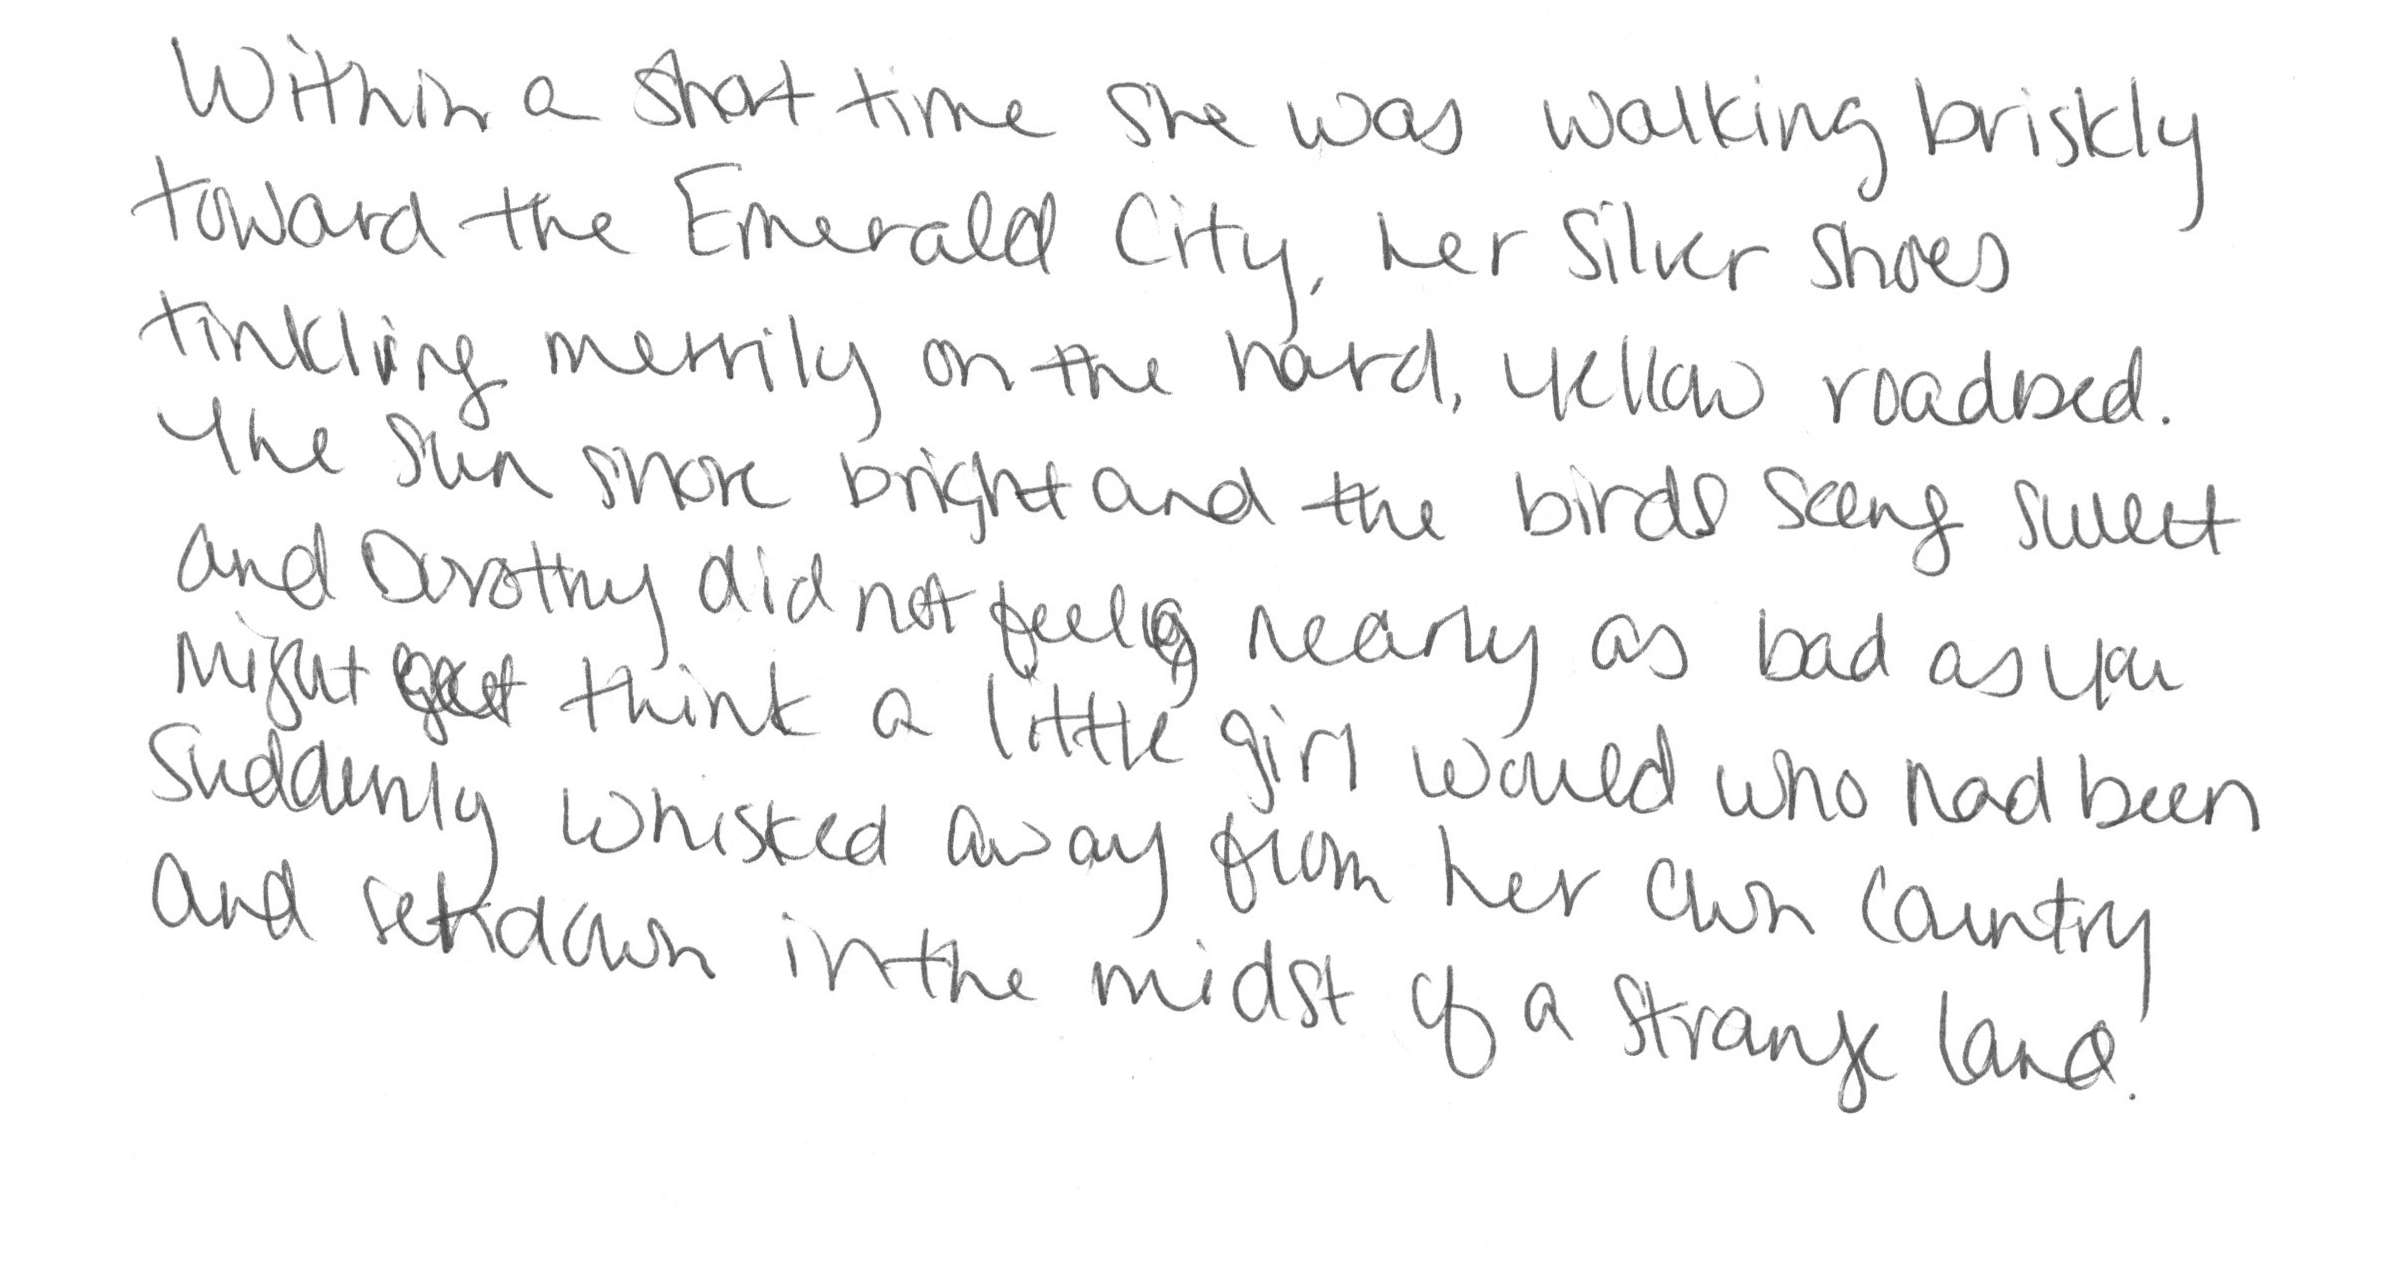 Within a short time she was walking briskly
toward the Emerald City, her Silver Shoes
tinkling merrily on the hard, yellow roadbed.
The sun shone bright and the birds sang sweet
and Dorothy did not feel nearly as bad as you
might think a little girl would who had been
suddenly whisked away from her own country
and set down in the midst of a strange land.